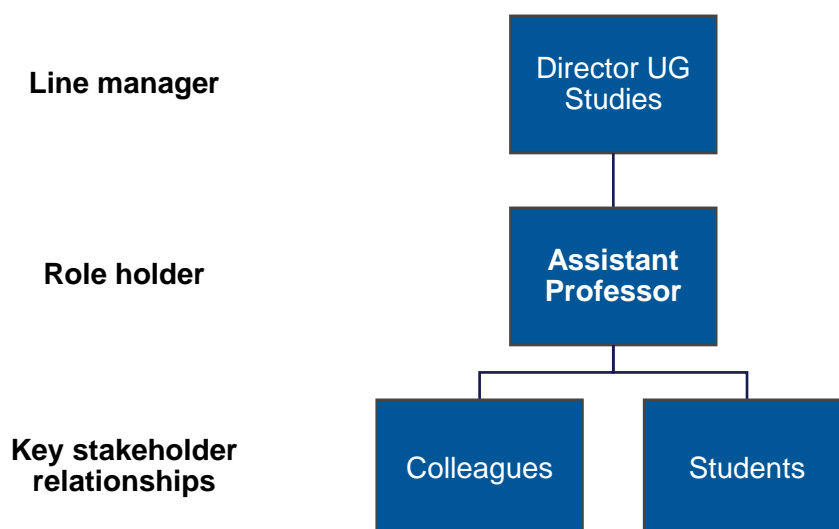 Line manager
Director UG
Studies
Role holder
Assistant
Professor
Key stakeholder
relationships
Colleagues
Students